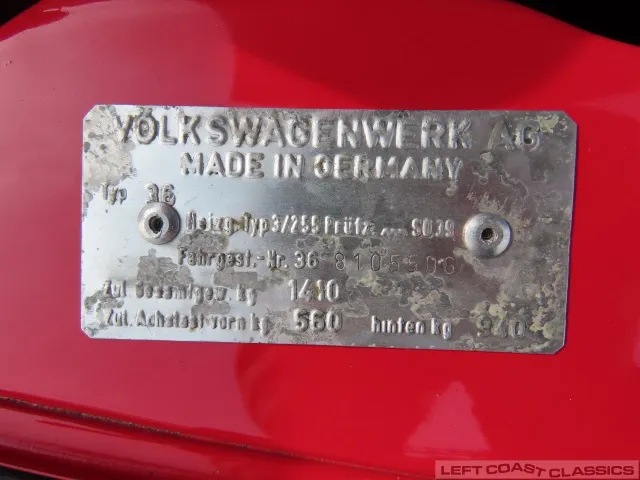 VOLKSWAGENWERK AG
MADE IN GERMANY
Typ 36
Heizg.-Typ 3/255 Prüfz. ~~~ S039
Fahrgest.-Nr. 36 8105506
Zul. Gesamtgew. kg 1410
Zul. Achslast vorn kg 560 hinten kg 940
LEFT COAST CLASSICS